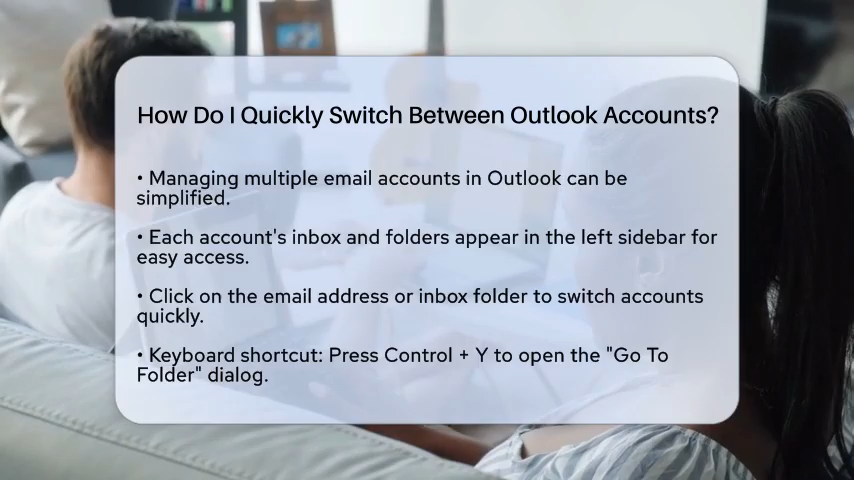 How Do I Quickly Switch Between Outlook Accounts?
• Managing multiple email accounts in Outlook can be
simplified.
• Each account's inbox and folders appear in the left sidebar for
easy access.
• Click on the email address or inbox folder to switch accounts
quickly.
• Keyboard shortcut: Press Control + Y to open the "Go To
Folder" dialog.